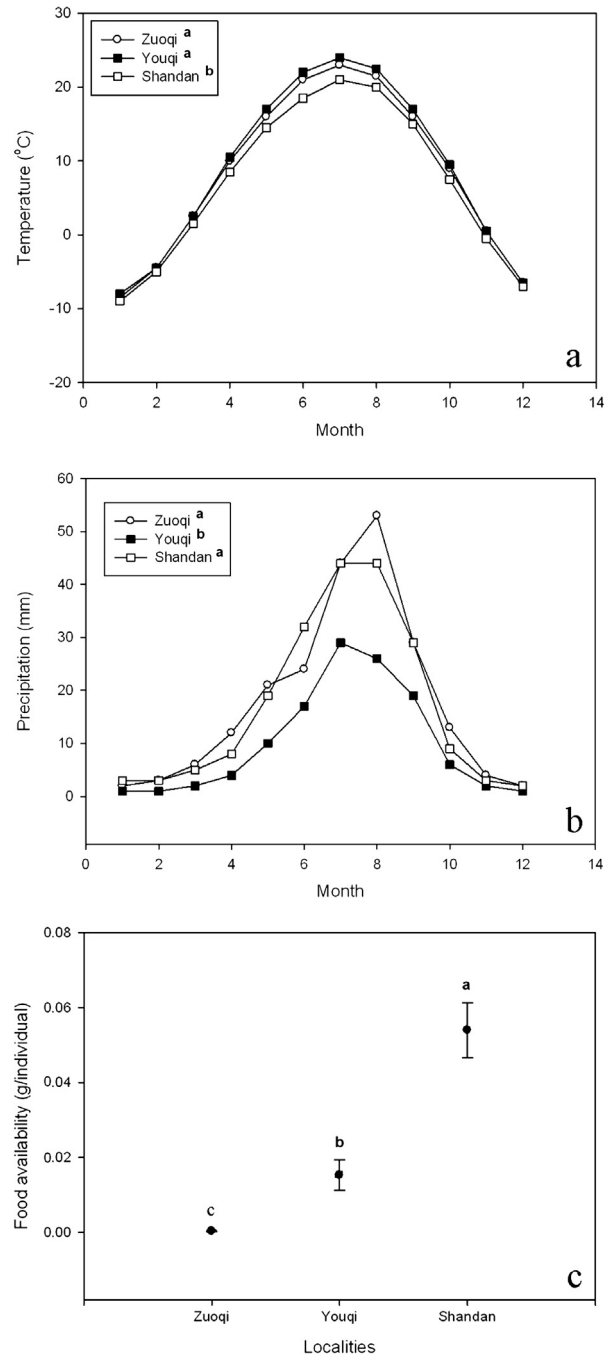 30
20
10
0
-10
-20
Temperature (°C)
Zuoqi a
Youqi a
Shandan b
a
0 2 4 6 8 10 12 14
Month
60
50
40
30
20
10
0
Precipitation (mm)
Zuoqi a
Youqi b
Shandan a
b
0 2 4 6 8 10 12 14
Month
0.08
0.06
0.04
0.02
0.00
Food availability (g/individual)
a
b
c
c
Zuoqi Youqi Shandan
Localities